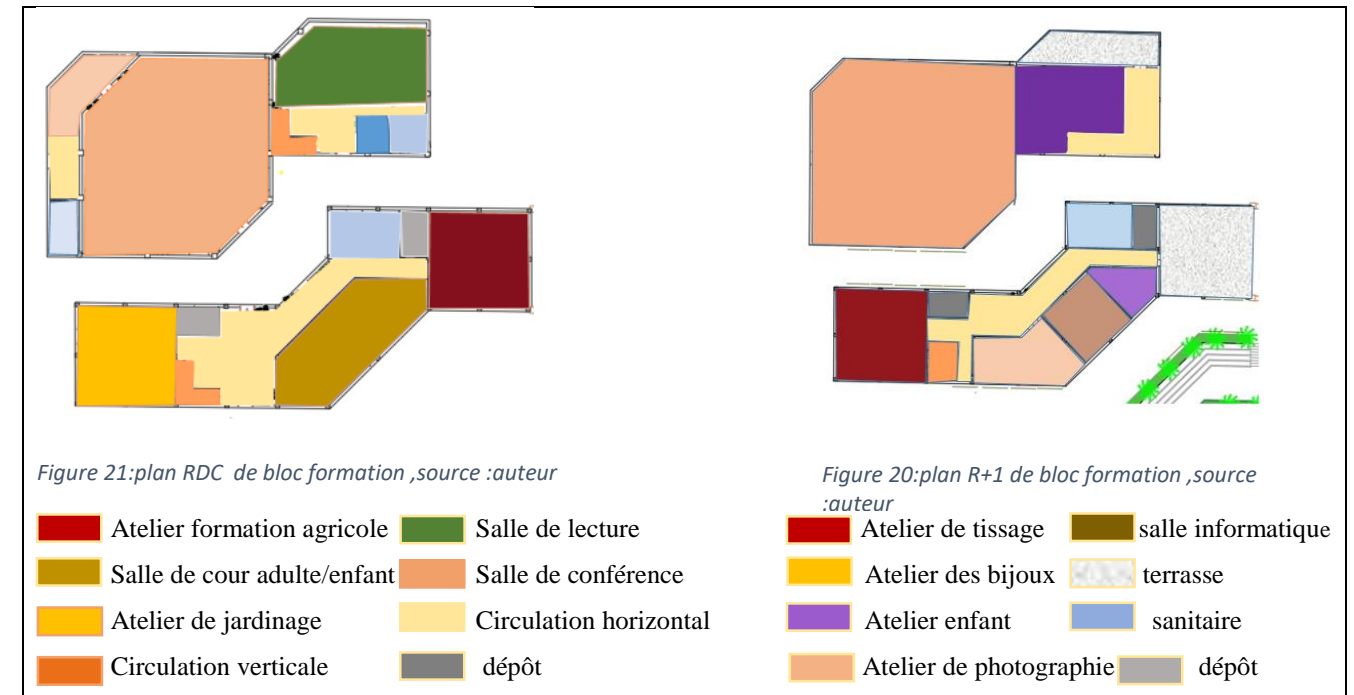 Figure 21:plan RDC de bloc formation ,source :auteur
Atelier formation agricole
Salle de lecture
Salle de cour adulte/enfant
Salle de conférence
Atelier de jardinage
Circulation horizontal
Circulation verticale
dépôt
Figure 20:plan R+1 de bloc formation ,source
:auteur
Atelier de tissage
salle informatique
Atelier des bijoux
terrasse
Atelier enfant
sanitaire
Atelier de photographie
dépôt